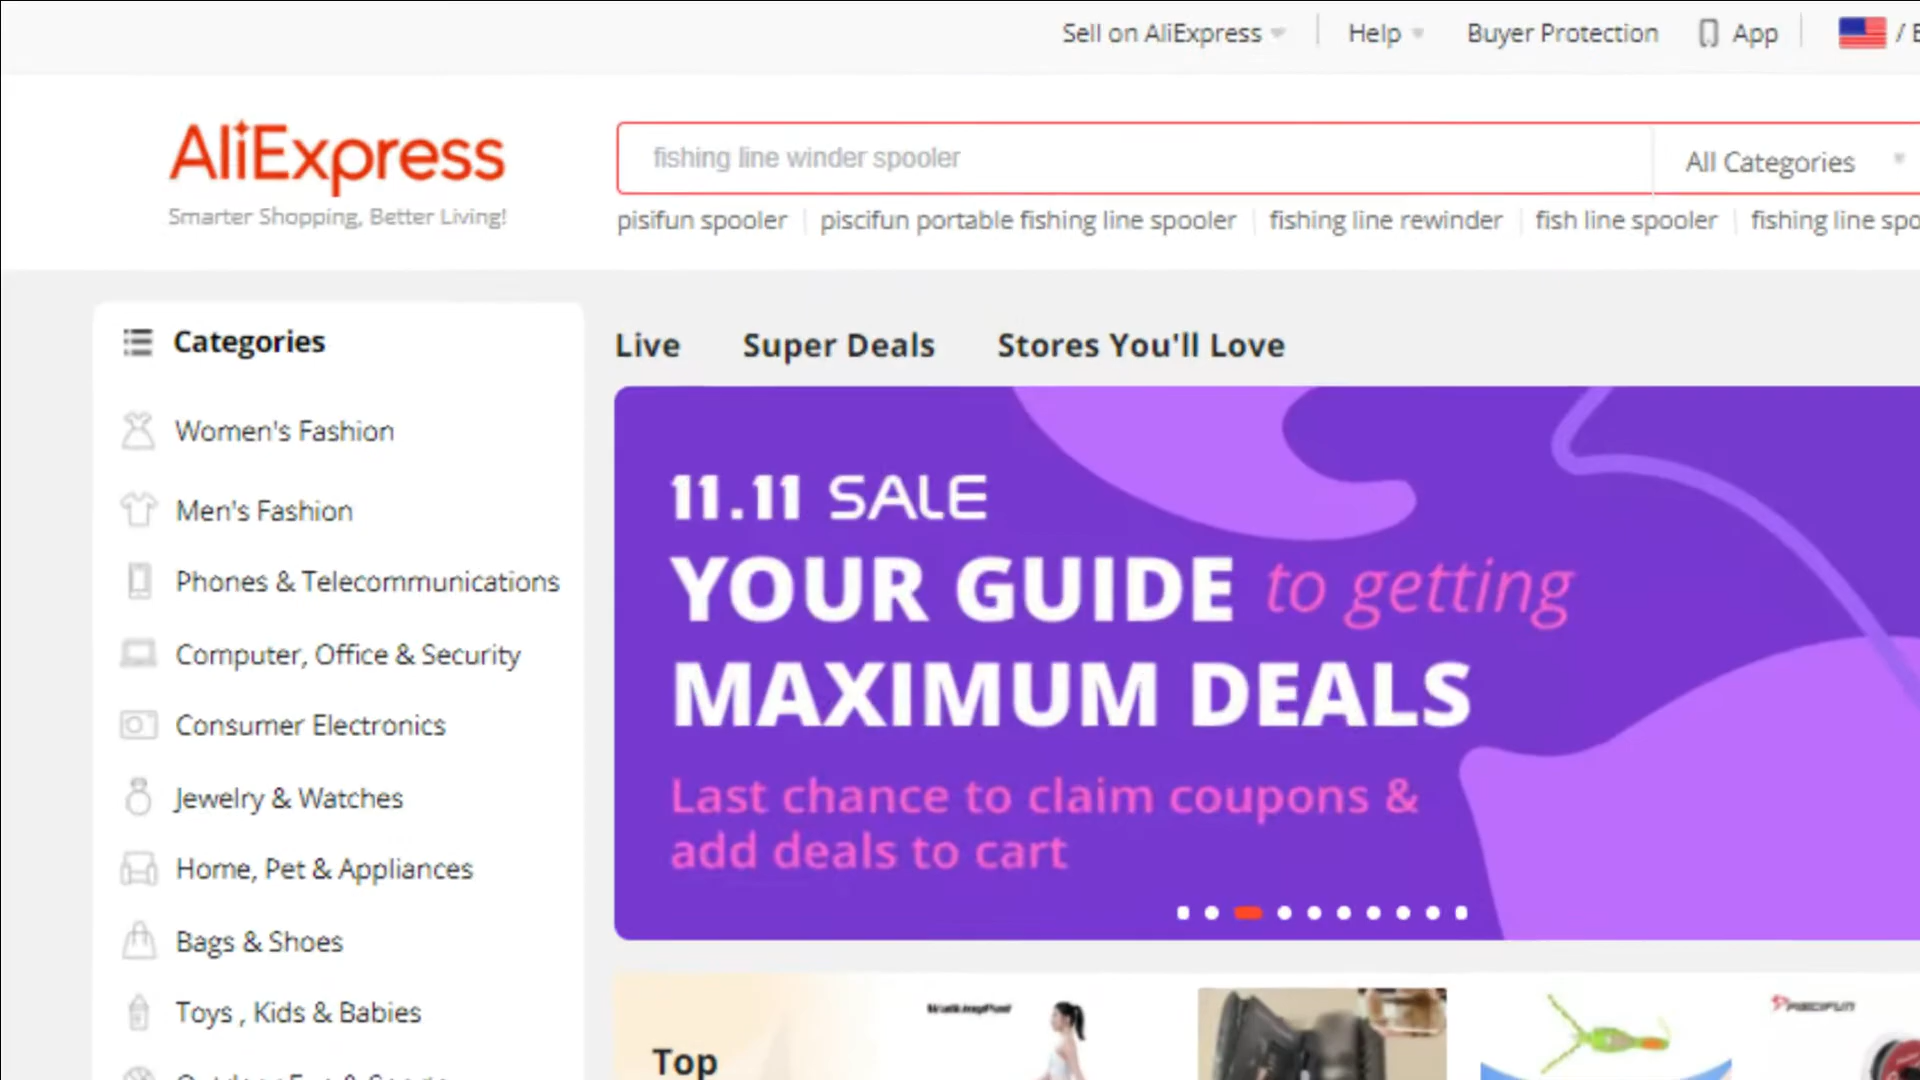 Sell on AliExpress
Help
Buyer Protection
App
/
AliExpress
Smarter Shopping, Better Living!
fishing line winder spooler
All Categories
pisifun spooler
piscifun portable fishing line spooler
fishing line rewinder
fish line spooler
fishing line spo
Categories
Women's Fashion
Men's Fashion
Phones & Telecommunications
Computer, Office & Security
Consumer Electronics
Jewelry & Watches
Home, Pet & Appliances
Bags & Shoes
Toys , Kids & Babies
Live
Super Deals
Stores You'll Love
11.11 SALE
YOUR GUIDE to getting
MAXIMUM DEALS
Last chance to claim coupons &
add deals to cart
Top
PISCIFUN